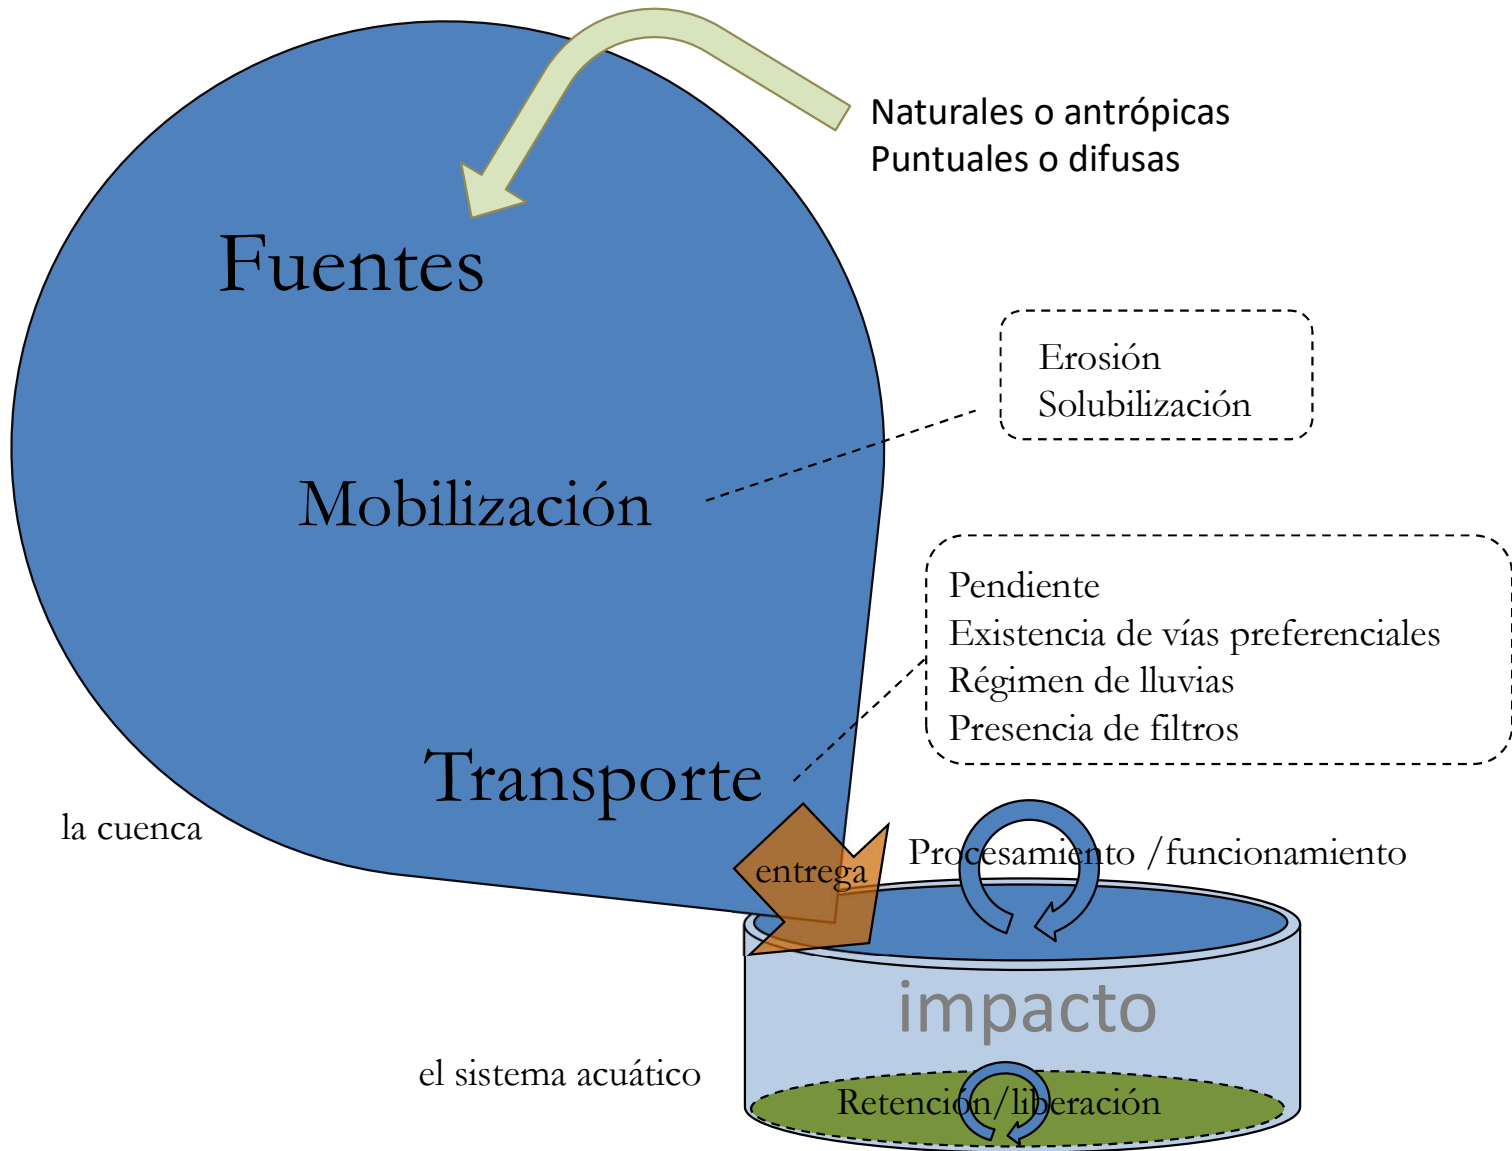 Naturales o antrópicas
Puntuales o difusas
Fuentes
Erosión
Solubilización
Mobilización
Pendiente
Existencia de vías preferenciales
Régimen de lluvias
Presencia de filtros
Transporte
la cuenca
entrega
Procesamiento /funcionamiento
impacto
el sistema acuático
Retención/liberación